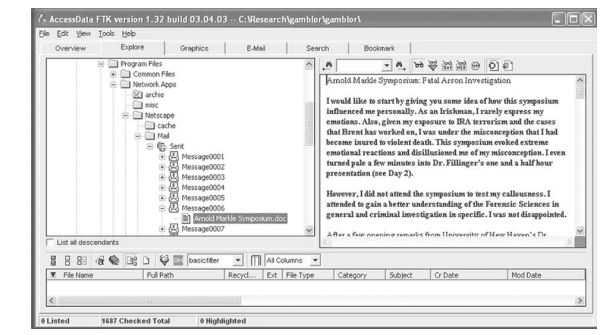 AccessData FTK version 1.32 build 03.04.03 -- C:\Research\gamblor\gamblor\
File Edit View Tools Help
Overview Explore Graphics E-Mail Search Bookmark
Program Files
Common Files
Network Apps
archie
misc
Netscape
cache
Mail
Sent
Message0001
Message0002
Message0003
Message0004
Message0005
Message0006
Arnold Markle Symposium.doc
Message0007
List all descendants
Arnold Markle Symposium: Fatal Arson Investigation
I would like to start by giving you some idea of how this symposium
influenced me personally. As an Irishman, I rarely express my
emotions. Also, given my exposure to IRA terrorism and the cases
that Brent has worked on, I was under the misconception that I had
become inured to violent death. This symposium evoked extreme
emotional reactions and disillusioned me of my misconception. I even
turned pale a few minutes into Dr. Fillinger's one and a half hour
presentation (see Day 2).
However, I did not attend the symposium to test my callousness. I
attended to gain a better understanding of the Forensic Sciences in
general and criminal investigation in specific. I was not disappointed.
After a few opening remarks from University of New Haven's Dr.
basicfilter All Columns
File Name Full Path Recycl... Ext File Type Category Subject Cr Date Mod Date
0 Listed 1687 Checked Total 0 Highlighted